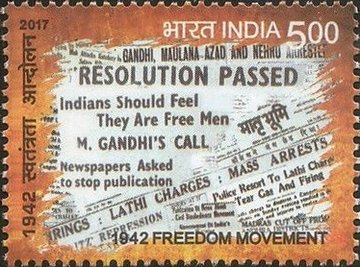 2017
भारत INDIA 500
1942 स्वतंत्रता आन्दोलन
GANDHI, MAULANA AZAD AND NEHRU ARRESTED
RESOLUTION PASSED
Indians Should Feel
They Are Free Men
M. GANDHI'S CALL
मातृ भूमि
Newspapers Asked
to stop publication
FIRINGS : LATHI CHARGES : MASS ARRESTS
Police Resort To Lathi Charge
Tear Gas And Firing
REPRESSION
1942 FREEDOM MOVEMENT